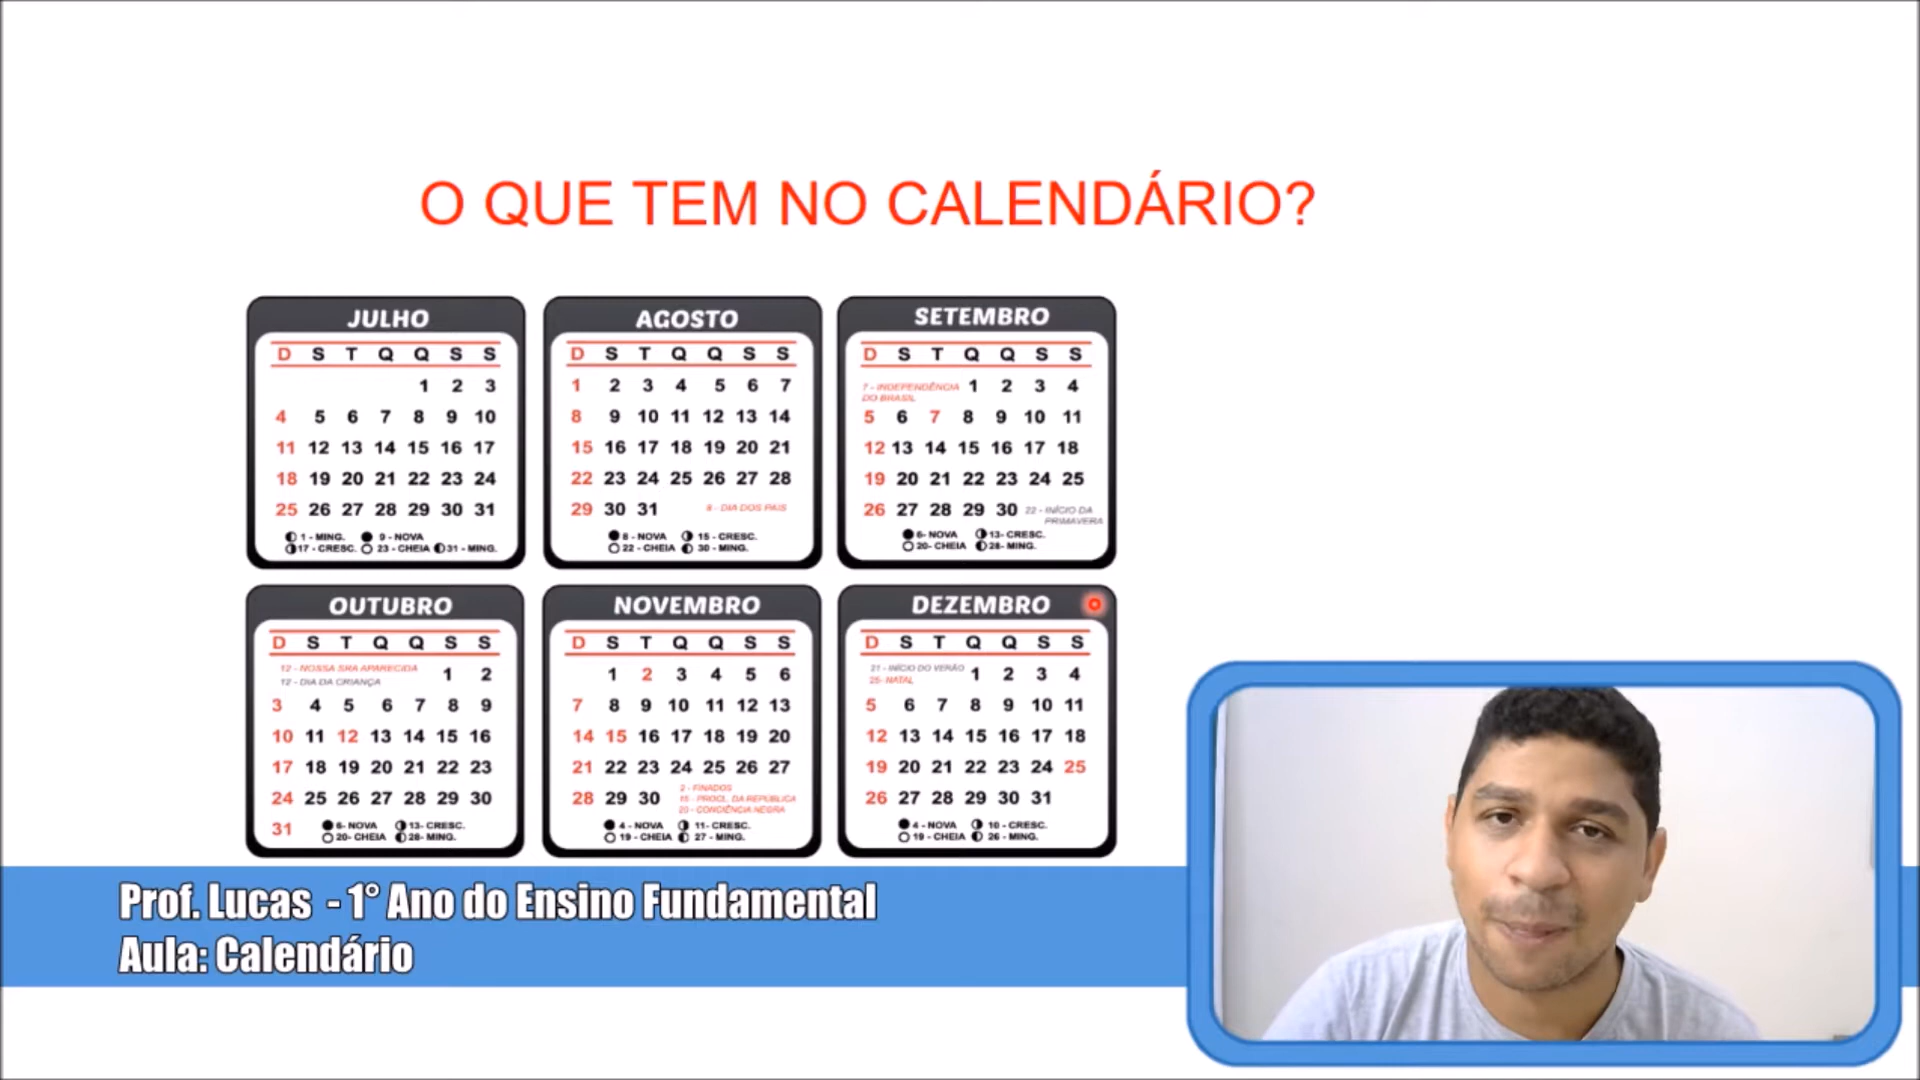 O QUE TEM NO CALENDÁRIO?
JULHO
D S T Q Q S S
1 2 3
4 5 6 7 8 9 10
11 12 13 14 15 16 17
18 19 20 21 22 23 24
25 26 27 28 29 30 31
1 - MING. 9 - NOVA
17 - CRESC. 23 - CHEIA 31 - MING.
AGOSTO
D S T Q Q S S
1 2 3 4 5 6 7
8 9 10 11 12 13 14
15 16 17 18 19 20 21
22 23 24 25 26 27 28
29 30 31 8 - DIA DOS PAIS
8 - NOVA 15 - CRESC.
22 - CHEIA 30 - MING.
SETEMBRO
D S T Q Q S S
7 - INDEPENDÊNCIA 1 2 3 4
DO BRASIL
5 6 7 8 9 10 11
12 13 14 15 16 17 18
19 20 21 22 23 24 25
26 27 28 29 30 22 - INÍCIO DA
PRIMAVERA
6- NOVA 13- CRESC.
20- CHEIA 28- MING.
OUTUBRO
D S T Q Q S S
12 - NOSSA SRA APARECIDA 1 2
12 - DIA DA CRIANÇA
3 4 5 6 7 8 9
10 11 12 13 14 15 16
17 18 19 20 21 22 23
24 25 26 27 28 29 30
31 6- NOVA 13- CRESC.
20- CHEIA 28- MING.
NOVEMBRO
D S T Q Q S S
1 2 3 4 5 6
7 8 9 10 11 12 13
14 15 16 17 18 19 20
21 22 23 24 25 26 27
2 - FINADOS
28 29 30 15 - PROCL. DA REPÚBLICA
20 - CONCIÊNCIA NEGRA
4 - NOVA 11- CRESC.
19 - CHEIA 27 - MING.
DEZEMBRO
D S T Q Q S S
21 - INÍCIO DO VERÃO 1 2 3 4
25- NATAL
5 6 7 8 9 10 11
12 13 14 15 16 17 18
19 20 21 22 23 24 25
26 27 28 29 30 31
4 - NOVA 10 - CRESC.
19 - CHEIA 26 - MING.
Prof. Lucas - 1° Ano do Ensino Fundamental
Aula: Calendário